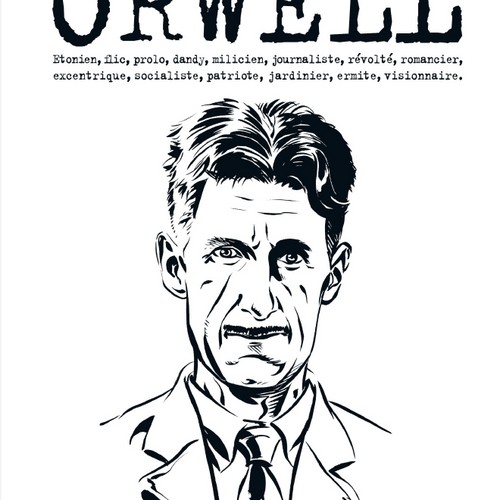 ORWELL
Etonien, flic, prolo, dandy, milicien, journaliste, révolté, romancier,
excentrique, socialiste, patriote, jardinier, ermite, visionnaire.